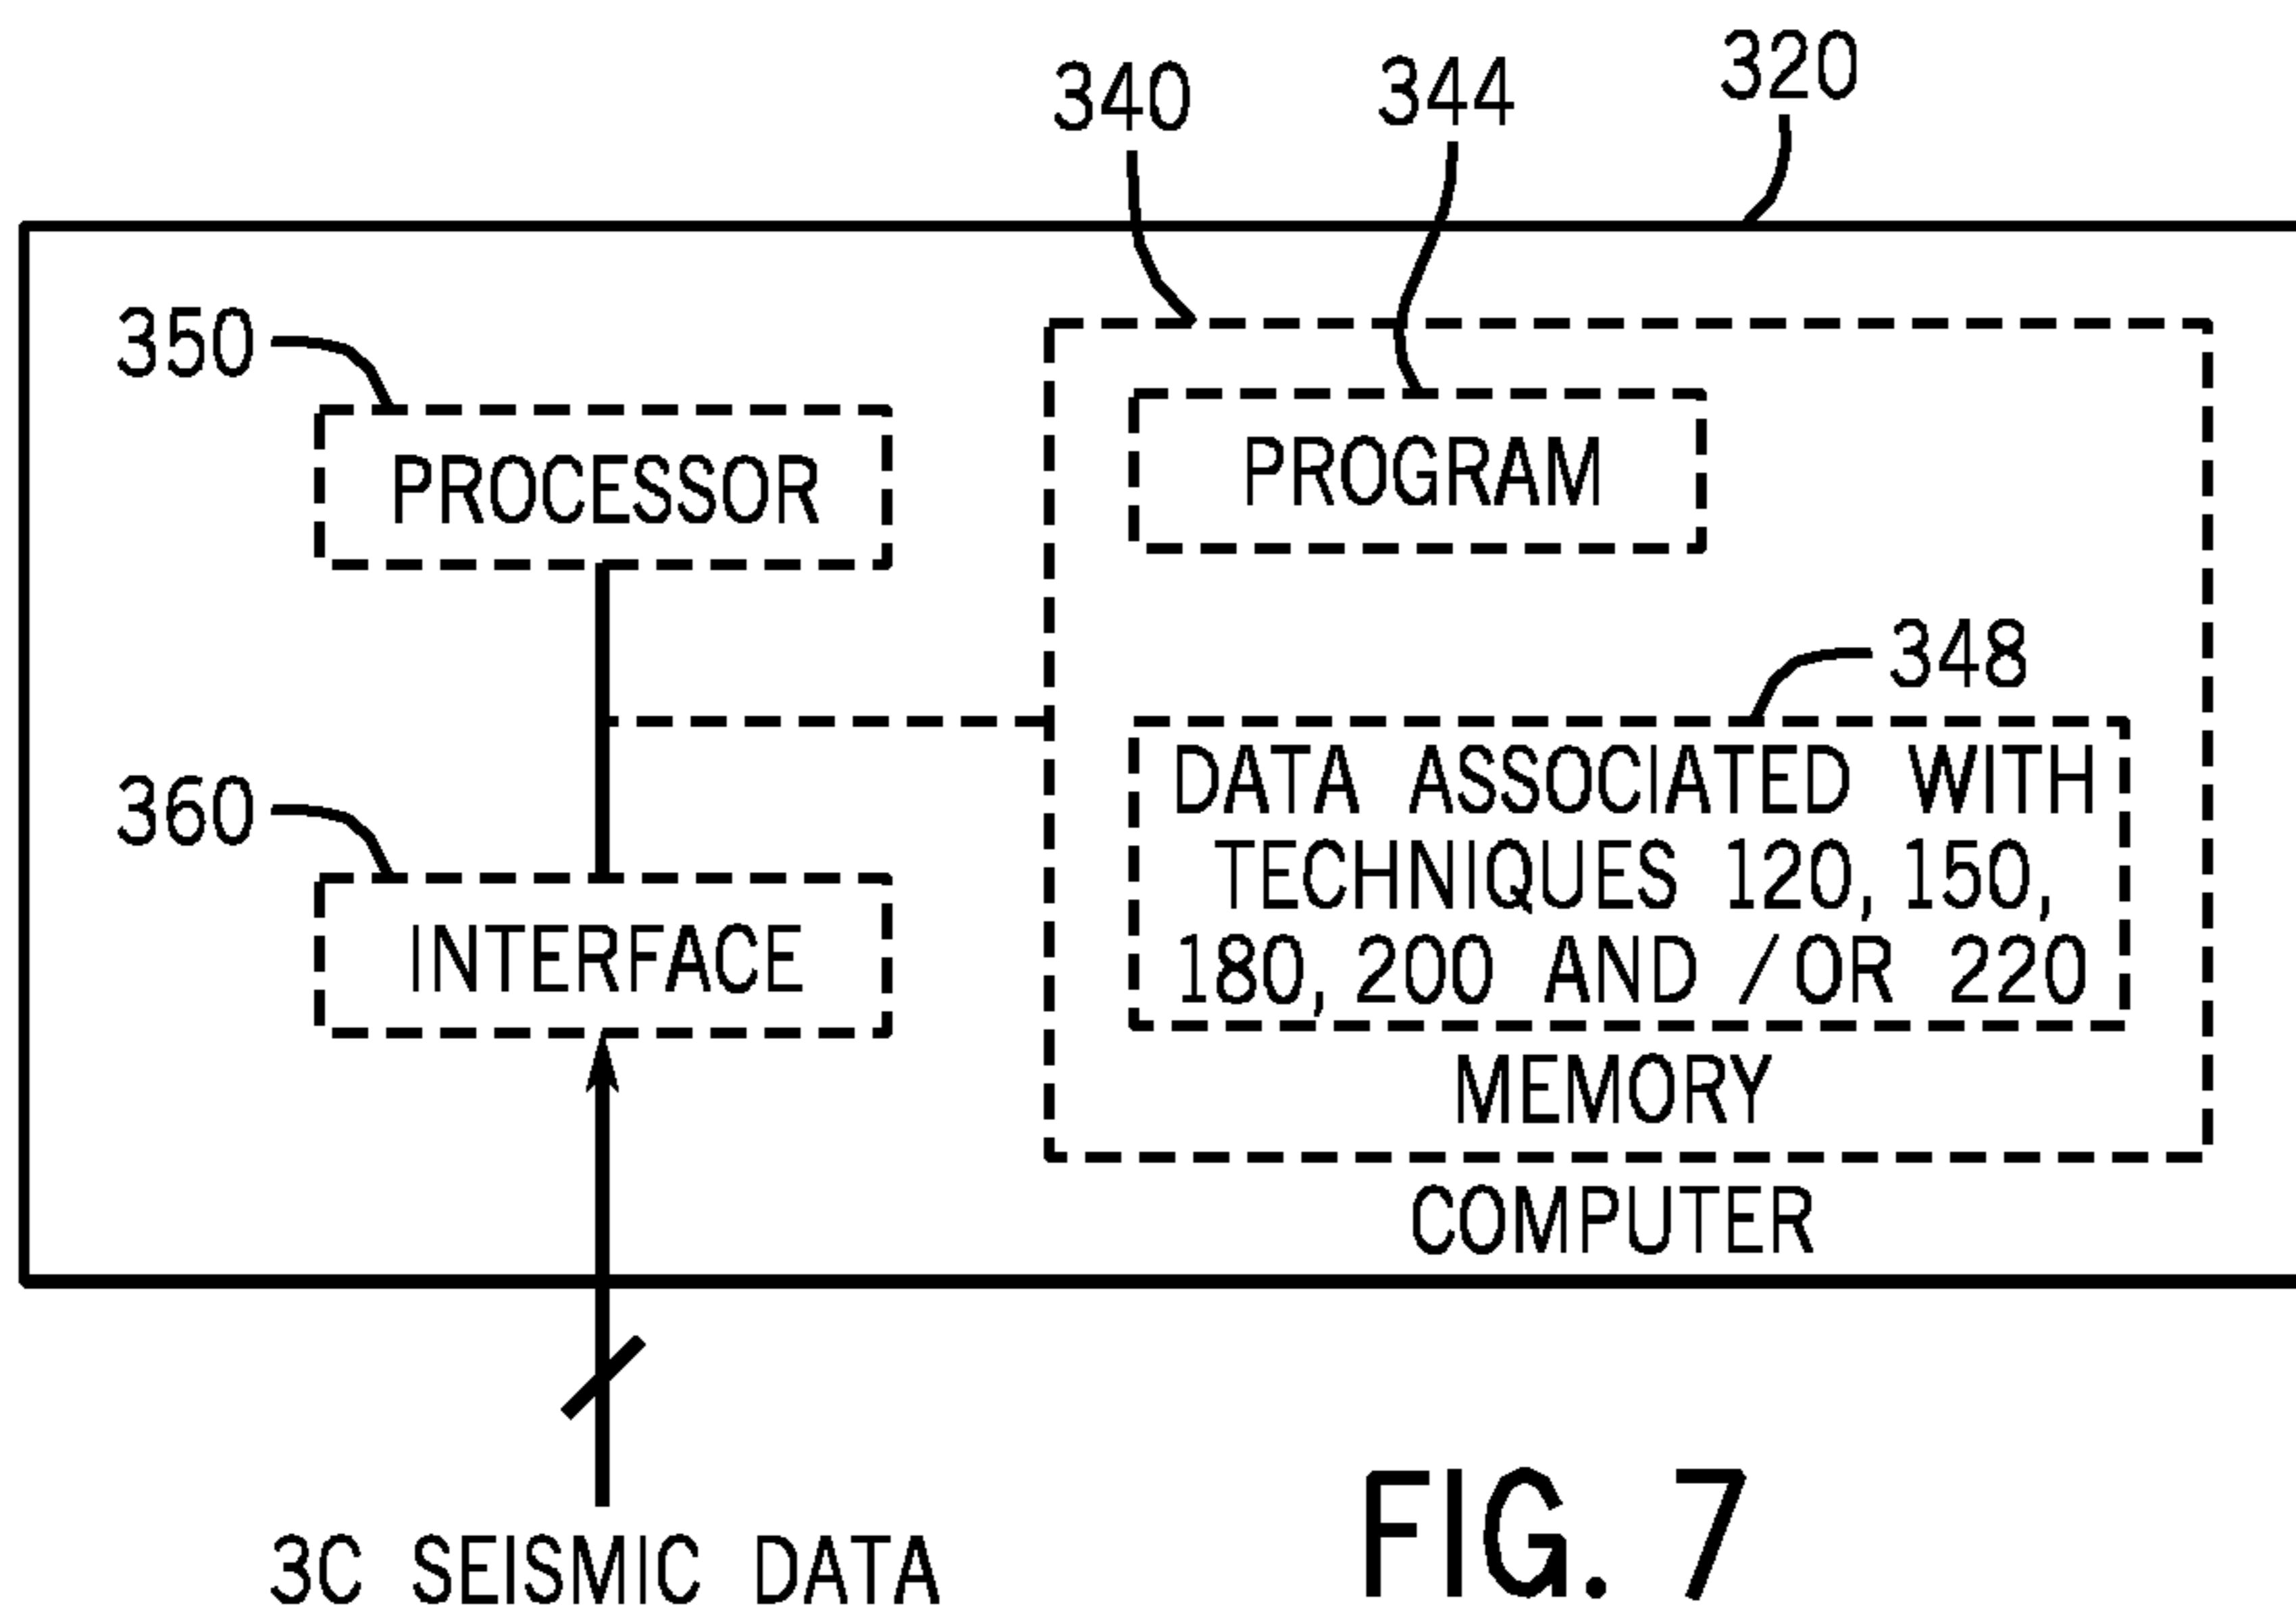 340
344
320
350
PROCESSOR
PROGRAM
348
360
INTERFACE
DATA ASSOCIATED WITH
TECHNIQUES 120, 150,
180, 200 AND /OR 220
MEMORY
COMPUTER
3C SEISMIC DATA
FIG. 7